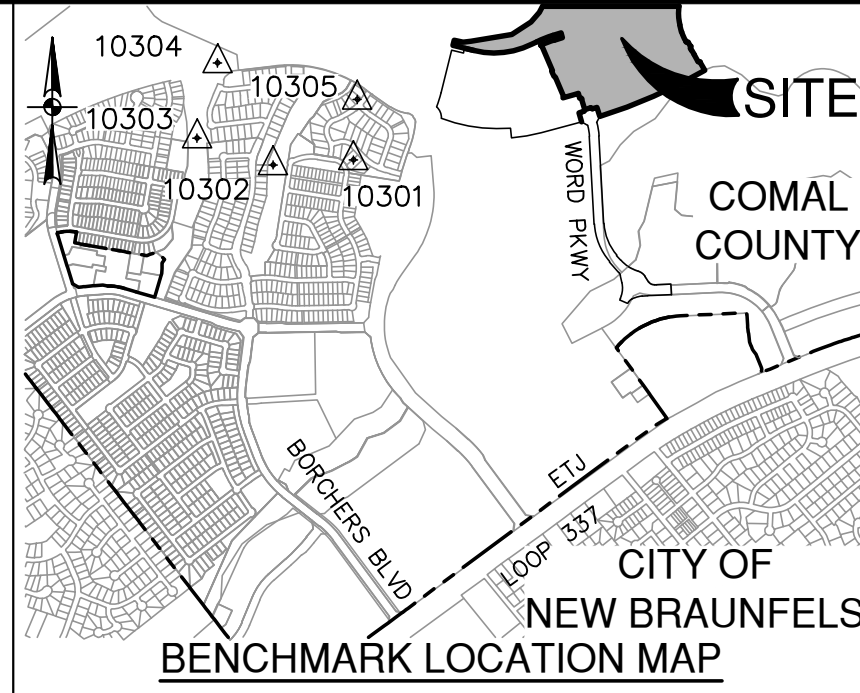 10304
10305
SITE
10303
10302
10301
WORD PKWY
COMAL
COUNTY
BORCHERS BLVD
ETJ
LOOP 337
CITY OF
NEW BRAUNFELS
BENCHMARK LOCATION MAP